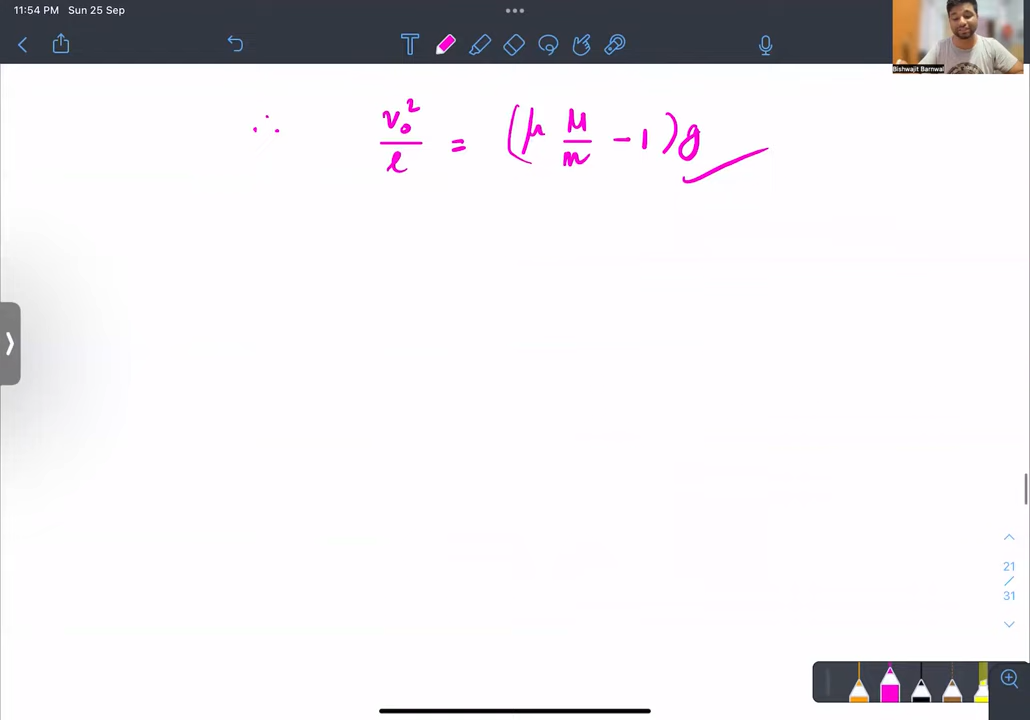 11:54 PM Sun 25 Sep
Bishwajit Barnwal
∴ v₀²/l = (μ M/m - 1)g
21
/
31